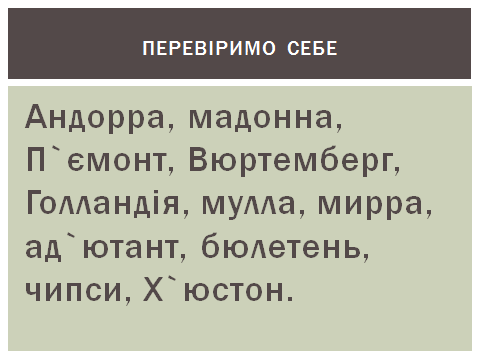 ПЕРЕВІРИМО СЕБЕ
Андорра, мадонна,
П`ємонт, Вюртемберг,
Голландія, мулла, мирра,
ад`ютант, бюлетень,
чипси, Х`юстон.